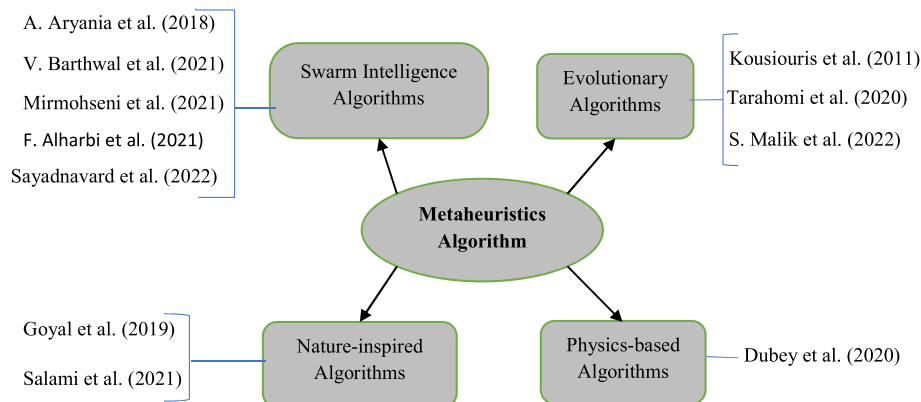 A. Aryania et al. (2018)
V. Barthwal et al. (2021)
Mirmohseni et al. (2021)
F. Alharbi et al. (2021)
Sayadnavard et al. (2022)
Swarm Intelligence
Algorithms
Evolutionary
Algorithms
Kousiouris et al. (2011)
Tarahomi et al. (2020)
S. Malik et al. (2022)
Metaheuristics
Algorithm
Goyal et al. (2019)
Salami et al. (2021)
Nature-inspired
Algorithms
Physics-based
Algorithms
Dubey et al. (2020)